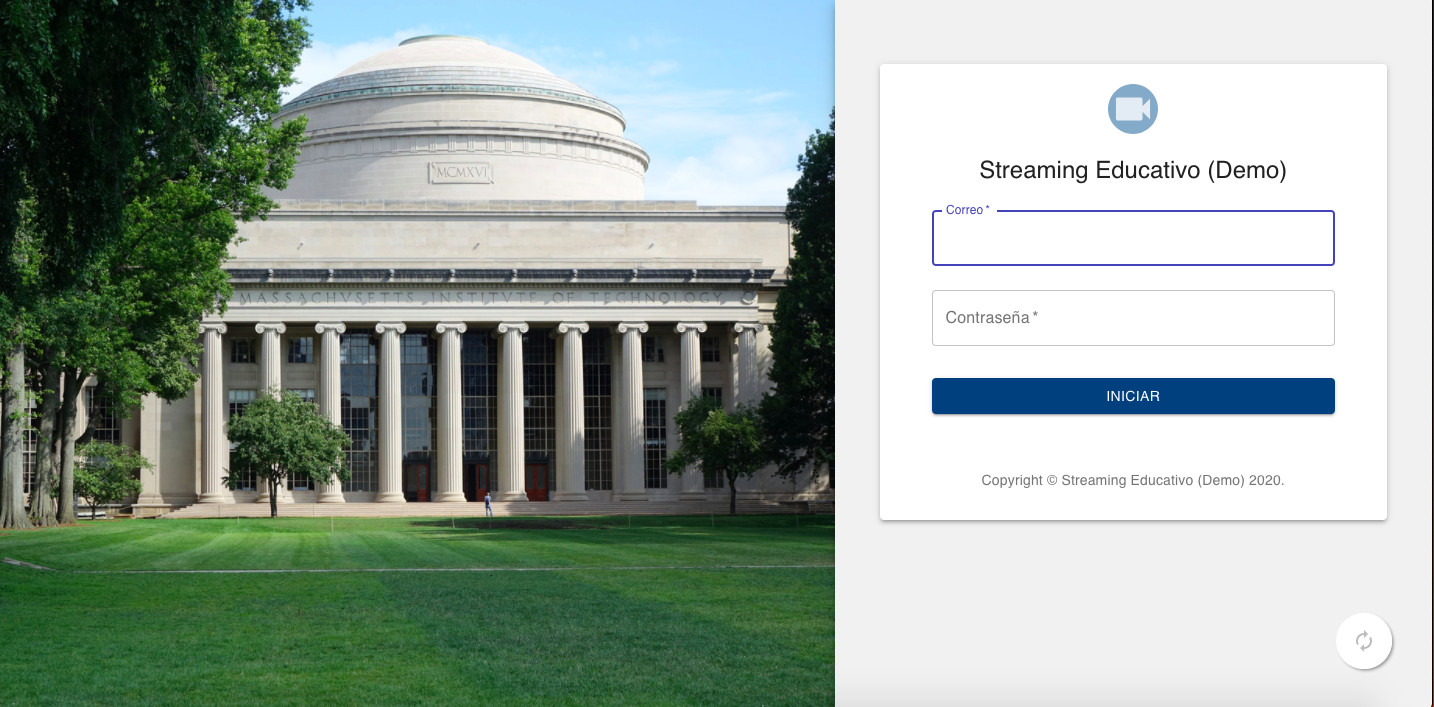 MCMXVI
MASSACHVSETTS INSTITVTE OF TECHNOLOGY
Streaming Educativo (Demo)
Correo *
Contraseña *
INICIAR
Copyright © Streaming Educativo (Demo) 2020.